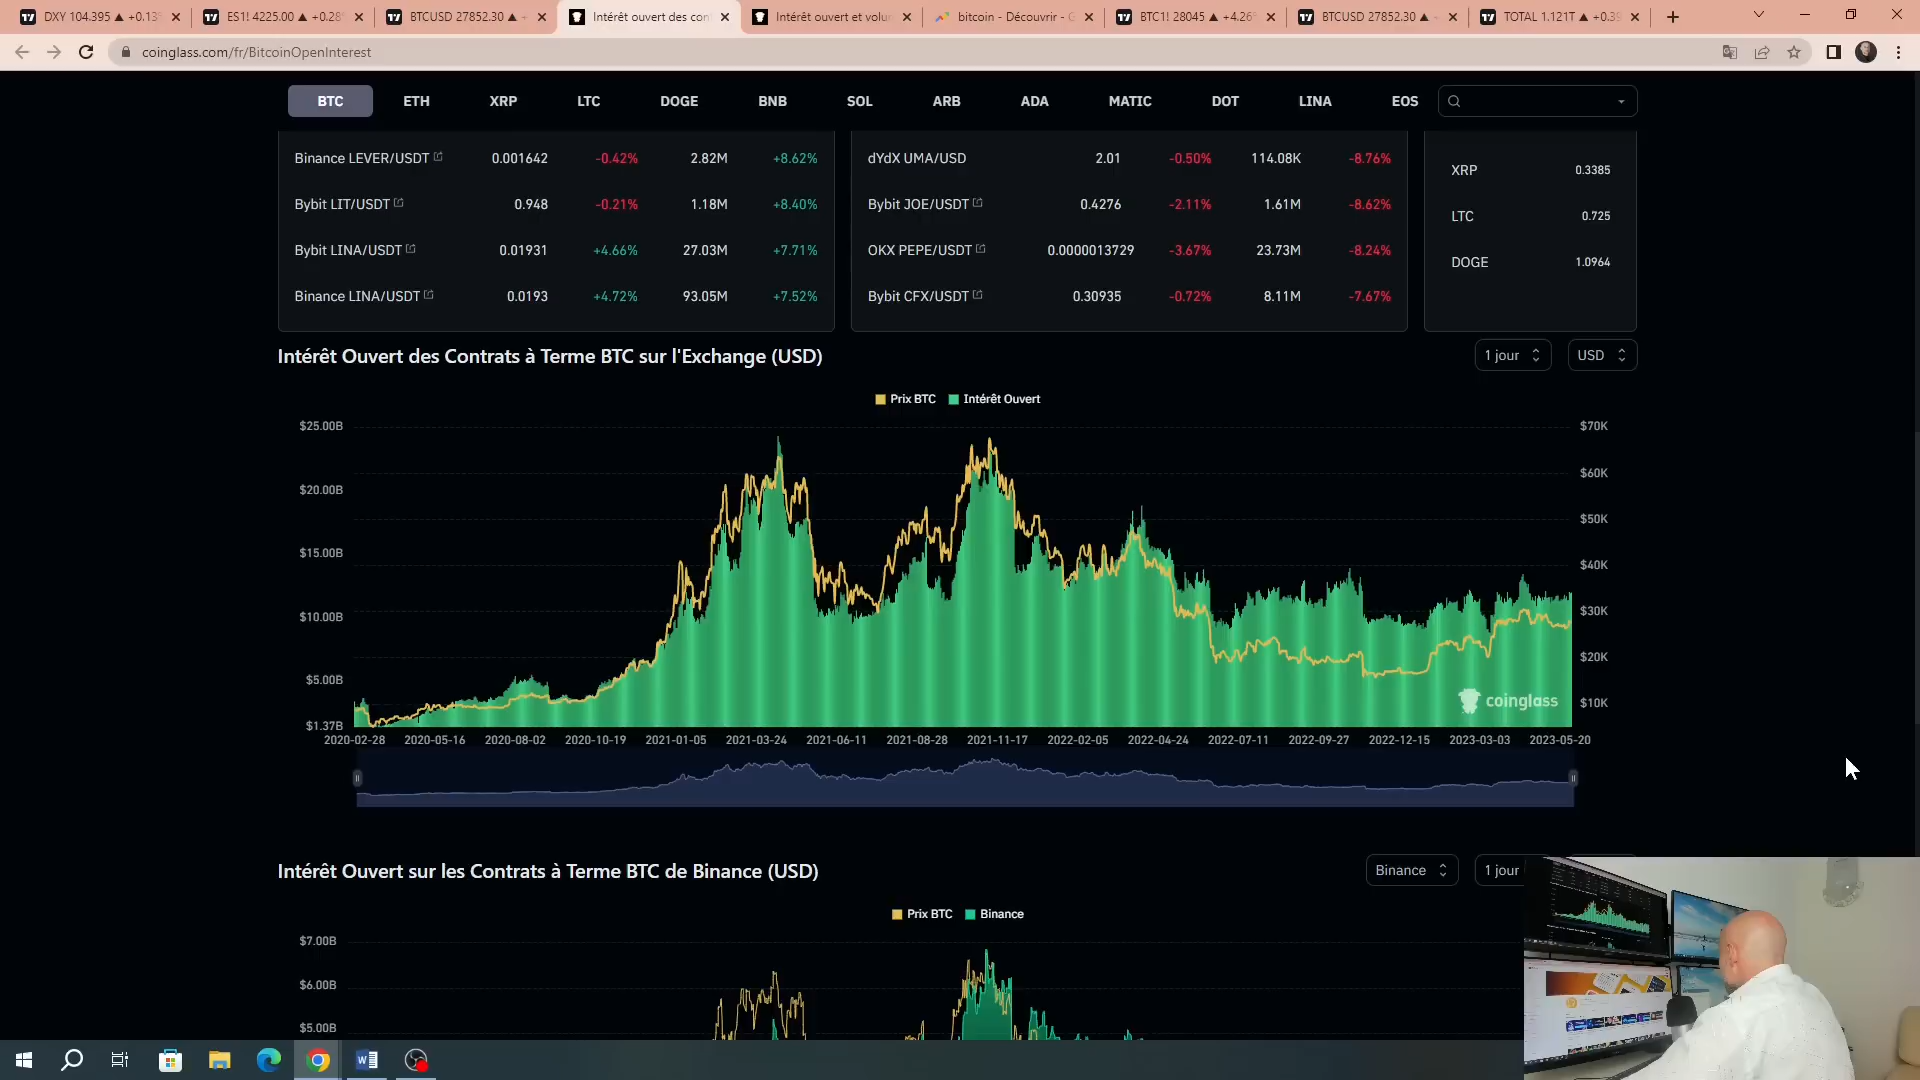 DXY 104.395 ▲ +0.13
ES1! 4225.00 ▲ +0.28
BTCUSD 27852.30 ▲
Intérêt ouvert des con
Intérêt ouvert et volu
bitcoin - Découvrir - G
BTC1! 28045 ▲ +4.26
BTCUSD 27852.30 ▲
TOTAL 1.121T ▲ +0.3
coinglass.com/fr/BitcoinOpenInterest
BTC ETH XRP LTC DOGE BNB SOL ARB ADA MATIC DOT LINA EOS
Binance LEVER/USDT 0.001642 -0.42% 2.82M +8.62%
Bybit LIT/USDT 0.948 -0.21% 1.18M +8.40%
Bybit LINA/USDT 0.01931 +4.66% 27.03M +7.71%
Binance LINA/USDT 0.0193 +4.72% 93.05M +7.52%
dYdX UMA/USD 2.01 -0.50% 114.08K -8.76%
Bybit JOE/USDT 0.4276 -2.11% 1.61M -8.62%
OKX PEPE/USDT 0.0000013729 -3.67% 23.73M -8.24%
Bybit CFX/USDT 0.30935 -0.72% 8.11M -7.67%
XRP 0.3385
LTC 0.725
DOGE 1.0964
Intérêt Ouvert des Contrats à Terme BTC sur l'Exchange (USD)
1 jour
USD
Prix BTC Intérêt Ouvert
$25.00B
$20.00B
$15.00B
$10.00B
$5.00B
$1.37B
$70K
$60K
$50K
$40K
$30K
$20K
$10K
coinglass
2020-02-28 2020-05-16 2020-08-02 2020-10-19 2021-01-05 2021-03-24 2021-06-11 2021-08-28 2021-11-17 2022-02-05 2022-04-24 2022-07-11 2022-09-27 2022-12-15 2023-03-03 2023-05-20
Intérêt Ouvert sur les Contrats à Terme BTC de Binance (USD)
Binance
1 jour
Prix BTC Binance
$7.00B
$6.00B
$5.00B